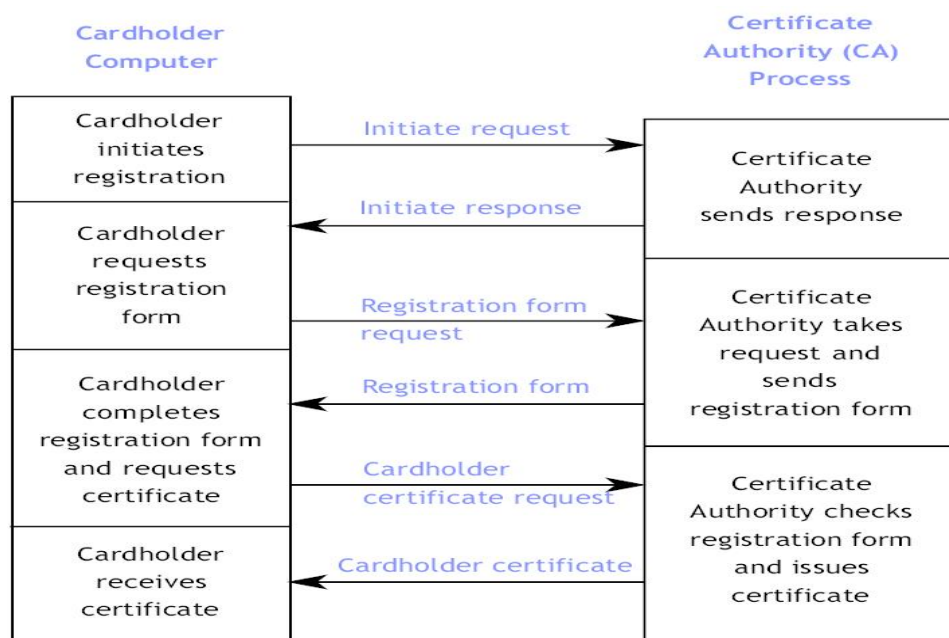 Cardholder
Computer
Certificate
Authority (CA)
Process
Cardholder
initiates
registration
Initiate request
Certificate
Authority
sends response
Initiate response
Cardholder
requests
registration
form
Registration form
request
Certificate
Authority takes
request and
sends
registration form
Registration form
Cardholder
completes
registration form
and requests
certificate
Cardholder
certificate request
Certificate
Authority checks
registration form
and issues
certificate
Cardholder certificate
Cardholder
receives
certificate